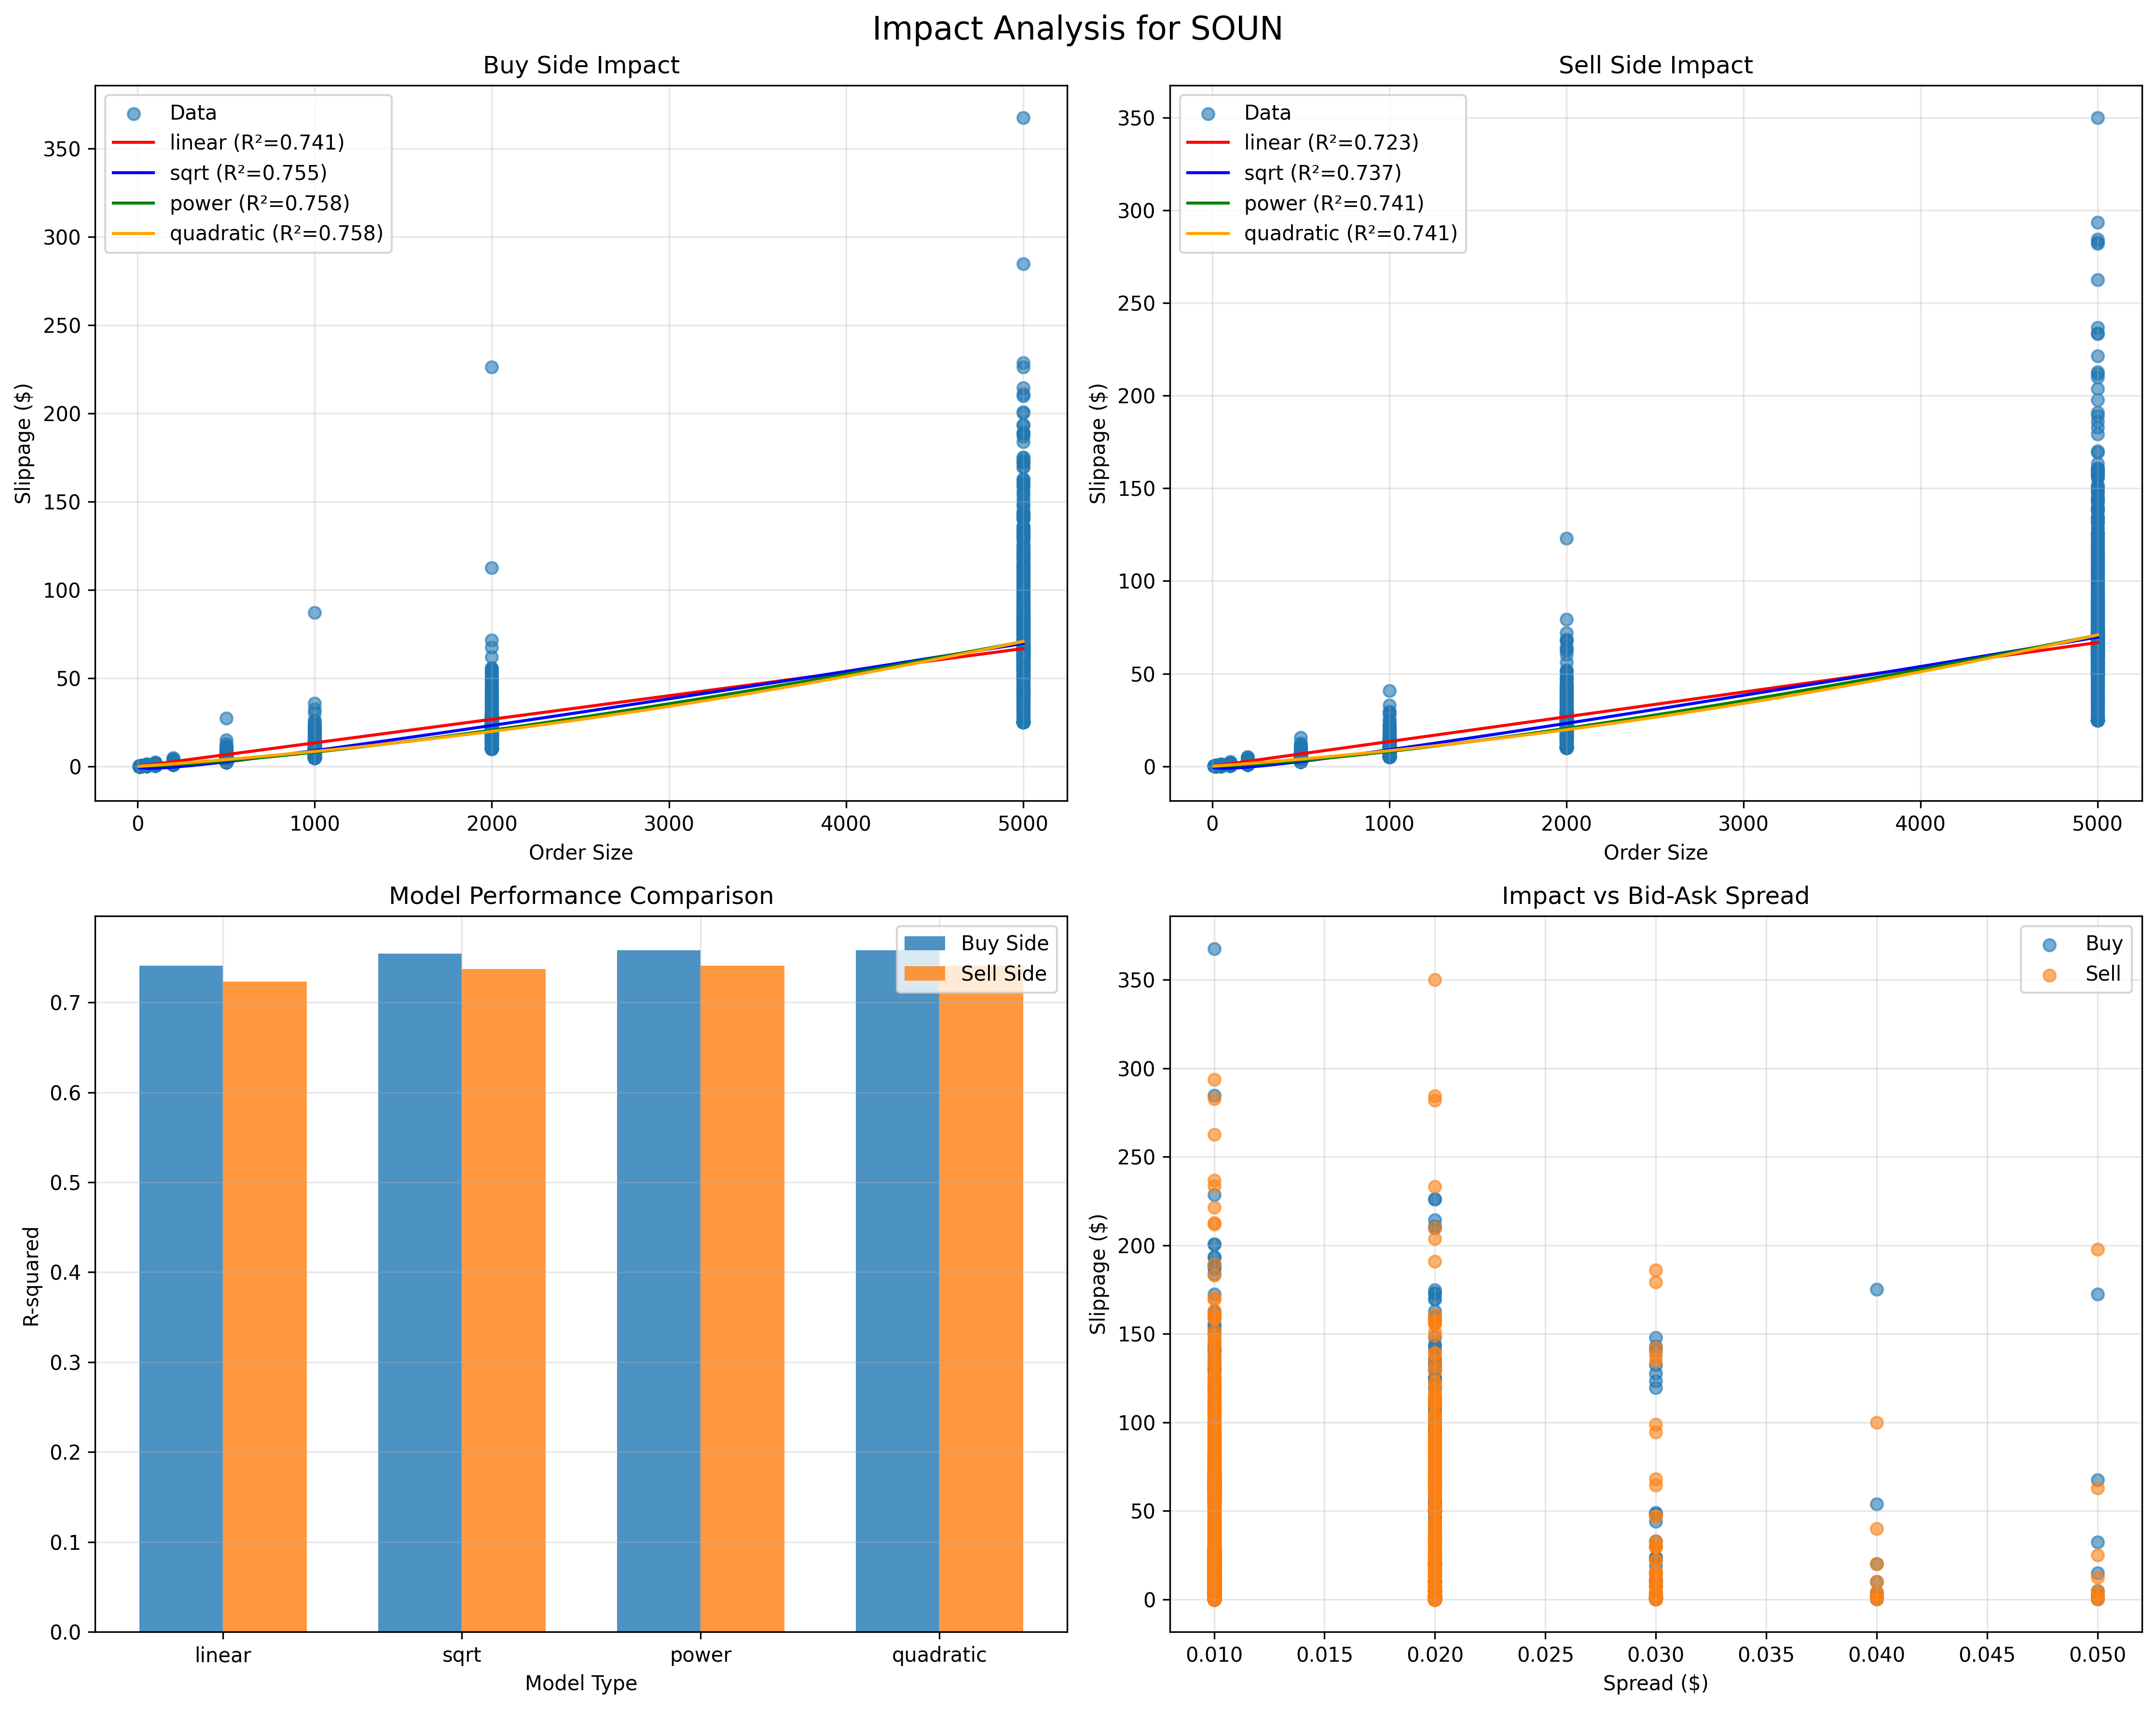 Impact Analysis for SOUN
Buy Side Impact
Data
linear (R²=0.741)
sqrt (R²=0.755)
power (R²=0.758)
quadratic (R²=0.758)
Slippage ($)
350
300
250
200
150
100
50
0
0 1000 2000 3000 4000 5000
Order Size
Sell Side Impact
Data
linear (R²=0.723)
sqrt (R²=0.737)
power (R²=0.741)
quadratic (R²=0.741)
Slippage ($)
350
300
250
200
150
100
50
0
0 1000 2000 3000 4000 5000
Order Size
Model Performance Comparison
Buy Side
Sell Side
R-squared
0.7
0.6
0.5
0.4
0.3
0.2
0.1
0.0
linear sqrt power quadratic
Model Type
Impact vs Bid-Ask Spread
Buy
Sell
Slippage ($)
350
300
250
200
150
100
50
0
0.010 0.015 0.020 0.025 0.030 0.035 0.040 0.045 0.050
Spread ($)